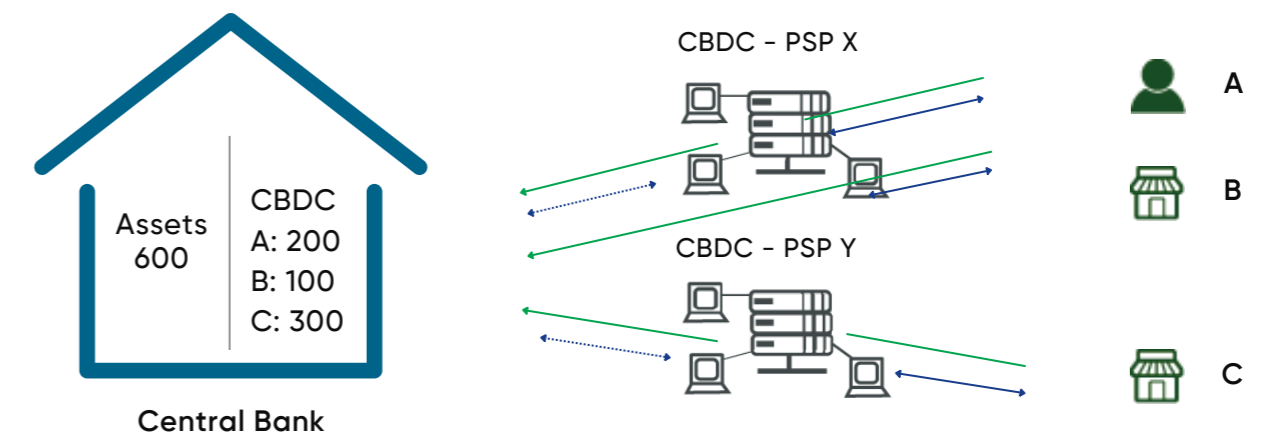 CBDC - PSP X
A
Assets
600
CBDC
A: 200
B: 100
C: 300
B
CBDC - PSP Y
C
Central Bank